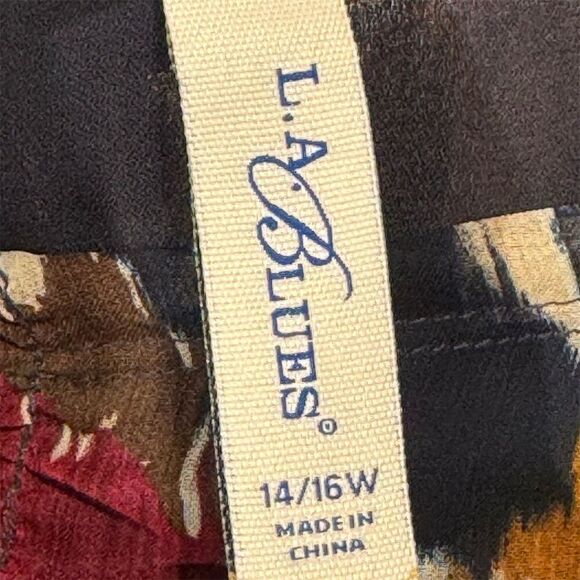 L.A. BLUES®
14/16W
MADE IN
CHINA